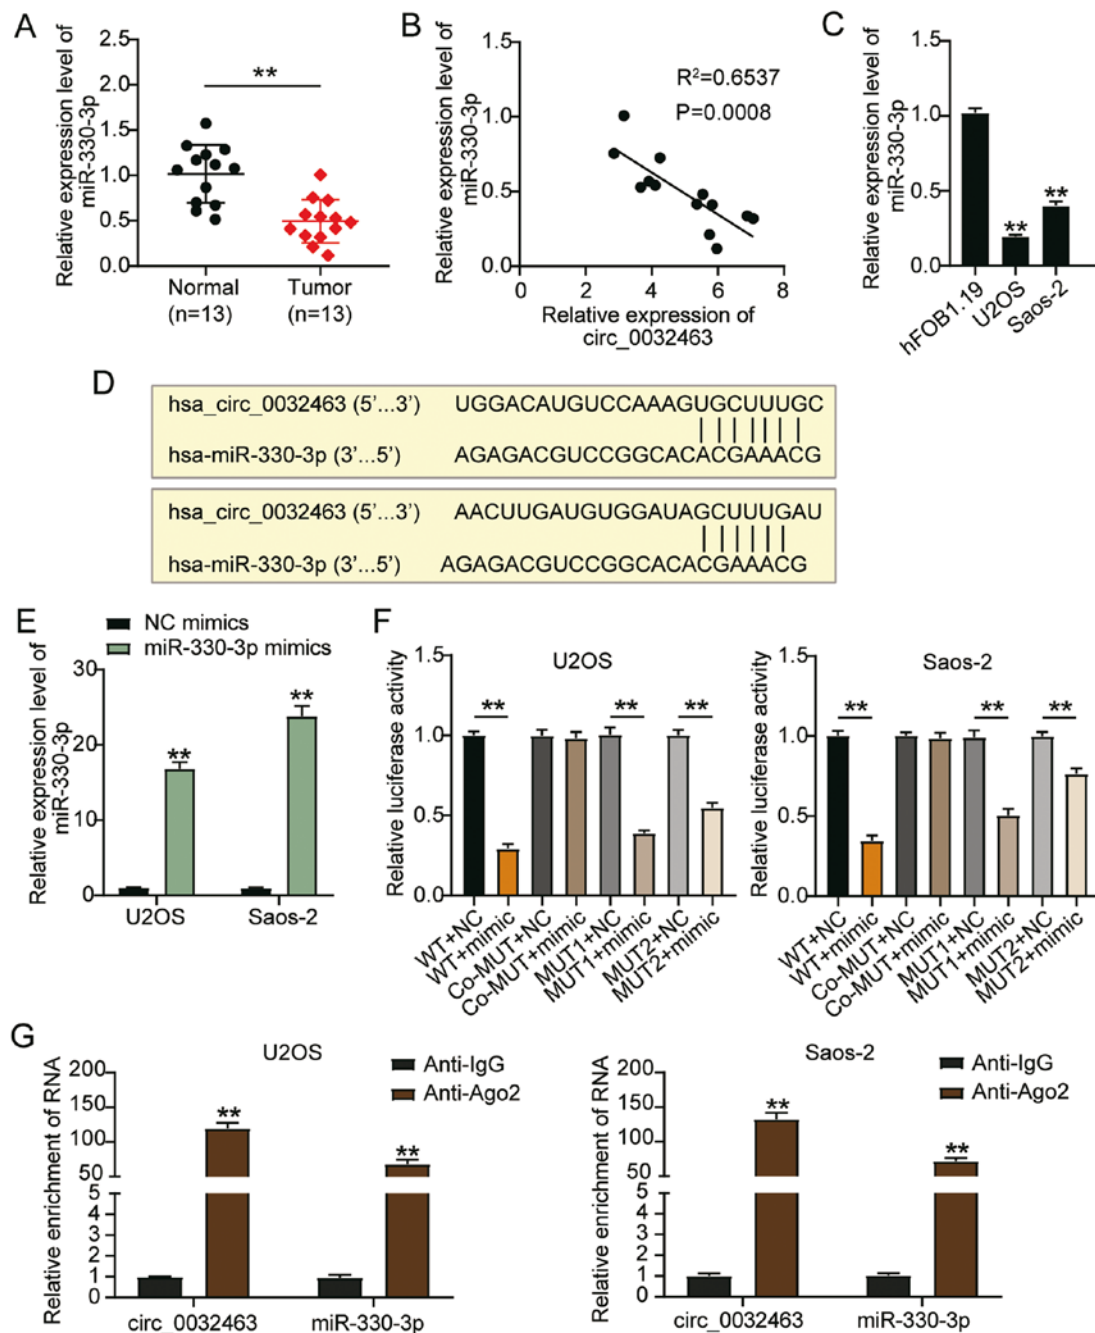 A
Relative expression level of
miR-330-3p
2.5
2.0
1.5
1.0
0.5
0.0
**
Normal
(n=13)
Tumor
(n=13)
B
Relative expression level of
miR-330-3p
1.5
1.0
0.5
0.0
R²=0.6537
P=0.0008
0
2
4
6
8
Relative expression of
circ_0032463
C
Relative expression level of
miR-330-3p
1.5
1.0
0.5
0.0
**
**
hFOB1.19
U2OS
Saos-2
D
hsa_circ_0032463 (5'...3') UGGACAUGUCCAAAGUGCUUUGC
hsa-miR-330-3p (3'...5') AGAGACGUCCGGCACACGAAACG
hsa_circ_0032463 (5'...3') AACUUGAUGUGGAUAGCUUUGAU
hsa-miR-330-3p (3'...5') AGAGACGUCCGGCACACGAAACG
E
NC mimics
miR-330-3p mimics
Relative expression level of
miR-330-3p
30
20
10
0
**
**
U2OS
Saos-2
F
U2OS
Relative luciferase activity
1.5
1.0
0.5
0.0
**
**
**
WT+NC
WT+mimic
Co-MUT+NC
Co-MUT+mimic
MUT1+NC
MUT1+mimic
MUT2+NC
MUT2+mimic
Saos-2
Relative luciferase activity
1.5
1.0
0.5
0.0
**
**
**
WT+NC
WT+mimic
Co-MUT+NC
Co-MUT+mimic
MUT1+NC
MUT1+mimic
MUT2+NC
MUT2+mimic
G
U2OS
Anti-IgG
Anti-Ago2
Relative enrichment of RNA
200
150
100
50
5
4
3
2
1
0
**
**
circ_0032463
miR-330-3p
Saos-2
Anti-IgG
Anti-Ago2
Relative enrichment of RNA
200
150
100
50
5
4
3
2
1
0
**
**
circ_0032463
miR-330-3p